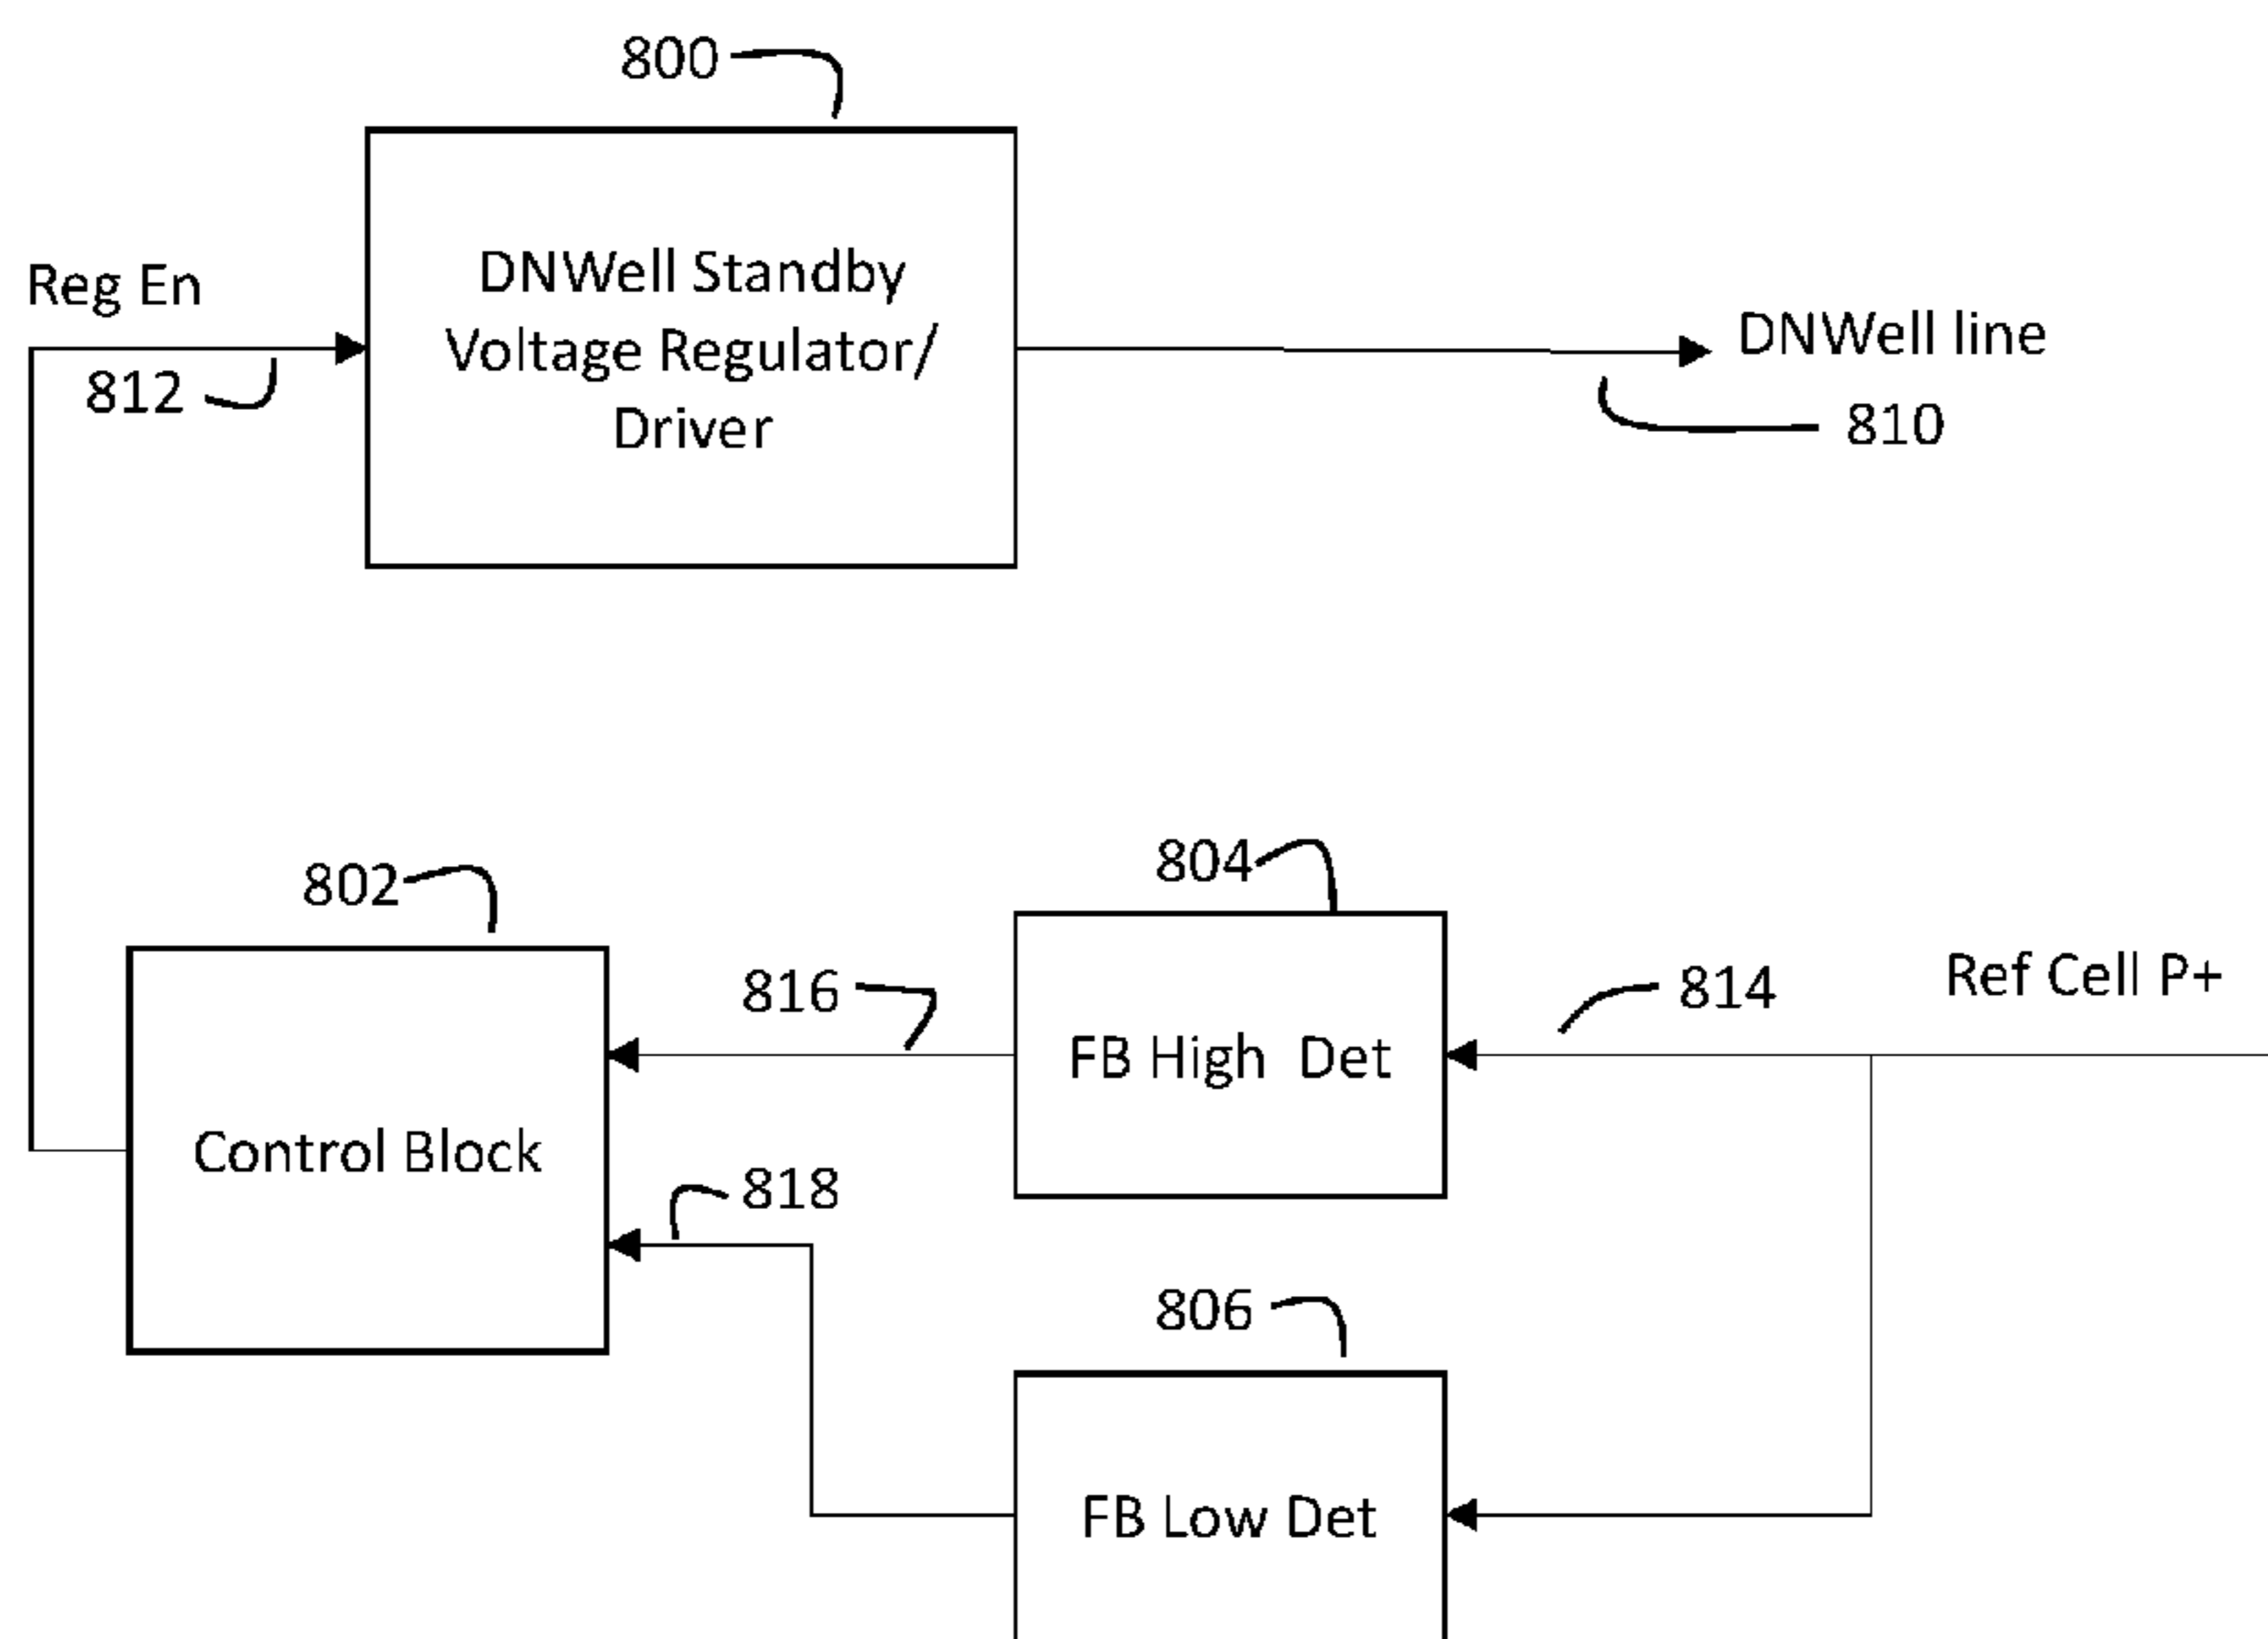 800
DNWell Standby
Voltage Regulator/
Driver
Reg En
812
DNWell line
810
802
Control Block
804
FB High Det
816
814
Ref Cell P+
818
806
FB Low Det